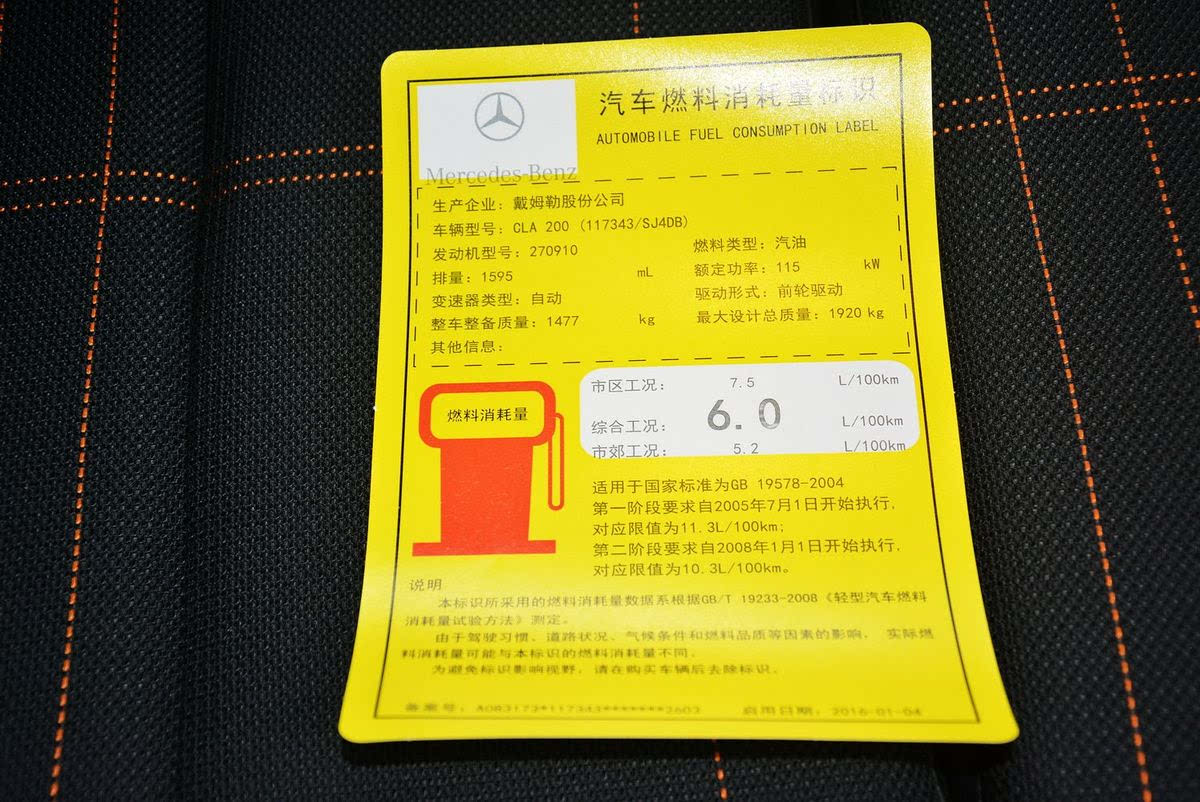 汽车燃料消耗量标识
AUTOMOBILE FUEL CONSUMPTION LABEL
Mercedes-Benz
生产企业：戴姆勒股份公司
车辆型号：CLA 200 (117343/SJ4DB)
发动机型号：270910 燃料类型：汽油
排量：1595 mL 额定功率：115 kW
变速器类型：自动 驱动形式：前轮驱动
整车整备质量：1477 kg 最大设计总质量：1920 kg
其他信息：
燃料消耗量
市区工况： 7.5 L/100km
综合工况： 6.0 L/100km
市郊工况： 5.2 L/100km
适用于国家标准为GB 19578-2004
第一阶段要求自2005年7月1日开始执行，
对应限值为11.3L/100km；
第二阶段要求自2008年1月1日开始执行，
对应限值为10.3L/100km。
说明
本标识所采用的燃料消耗量数据系根据GB/T 19233-2008《轻型汽车燃料
消耗量试验方法》测定。
由于驾驶习惯、道路状况、气候条件和燃料品质等因素的影响， 实际燃
料消耗量可能与本标识的燃料消耗量不同。
为避免标识影响视野，请在购买车辆后去除标识。
备案号： 启用日期：2016-01-04